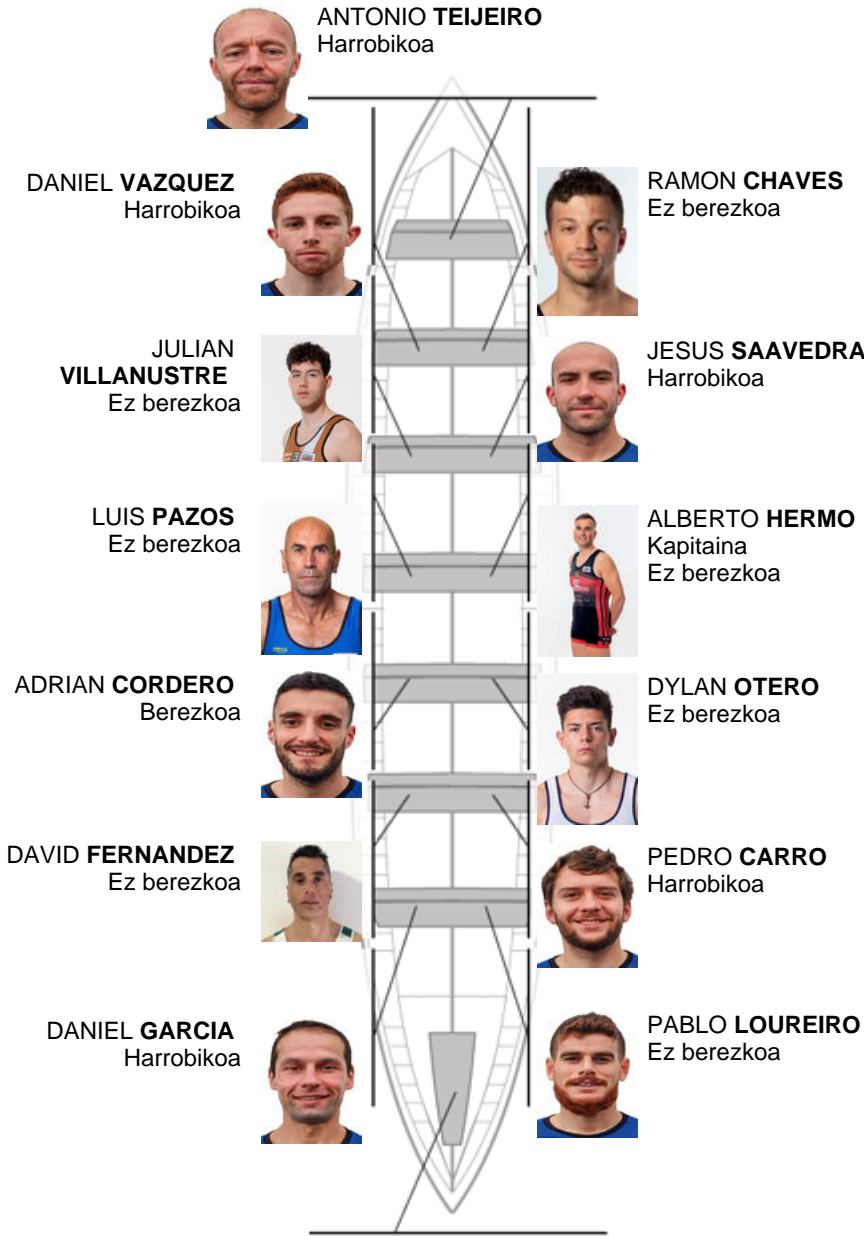 ANTONIO TEIJEIRO
Harrobikoa
DANIEL VAZQUEZ
Harrobikoa
RAMON CHAVES
Ez berezkoa
JULIAN
VILLANUSTRE
Ez berezkoa
JESUS SAAVEDRA
Harrobikoa
LUIS PAZOS
Ez berezkoa
ALBERTO HERMO
Kapitaina
Ez berezkoa
ADRIAN CORDERO
Berezkoa
DYLAN OTERO
Ez berezkoa
DAVID FERNANDEZ
Ez berezkoa
PEDRO CARRO
Harrobikoa
DANIEL GARCIA
Harrobikoa
PABLO LOUREIRO
Ez berezkoa